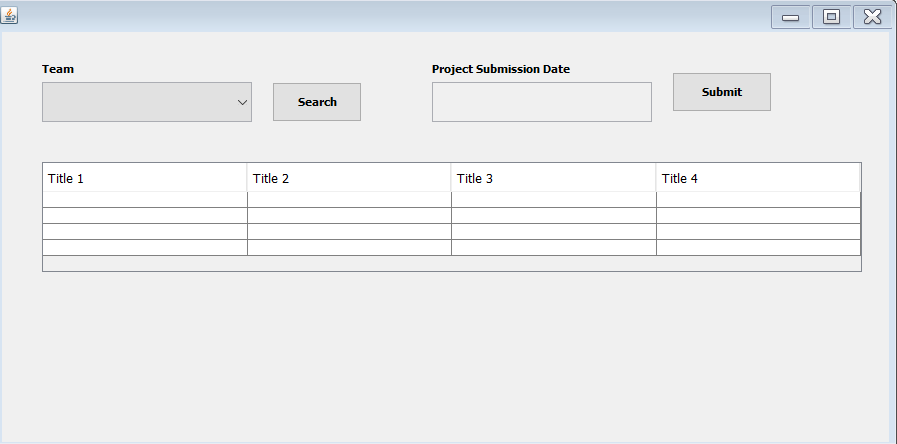 Team
Project Submission Date
Search
Submit
Title 1
Title 2
Title 3
Title 4